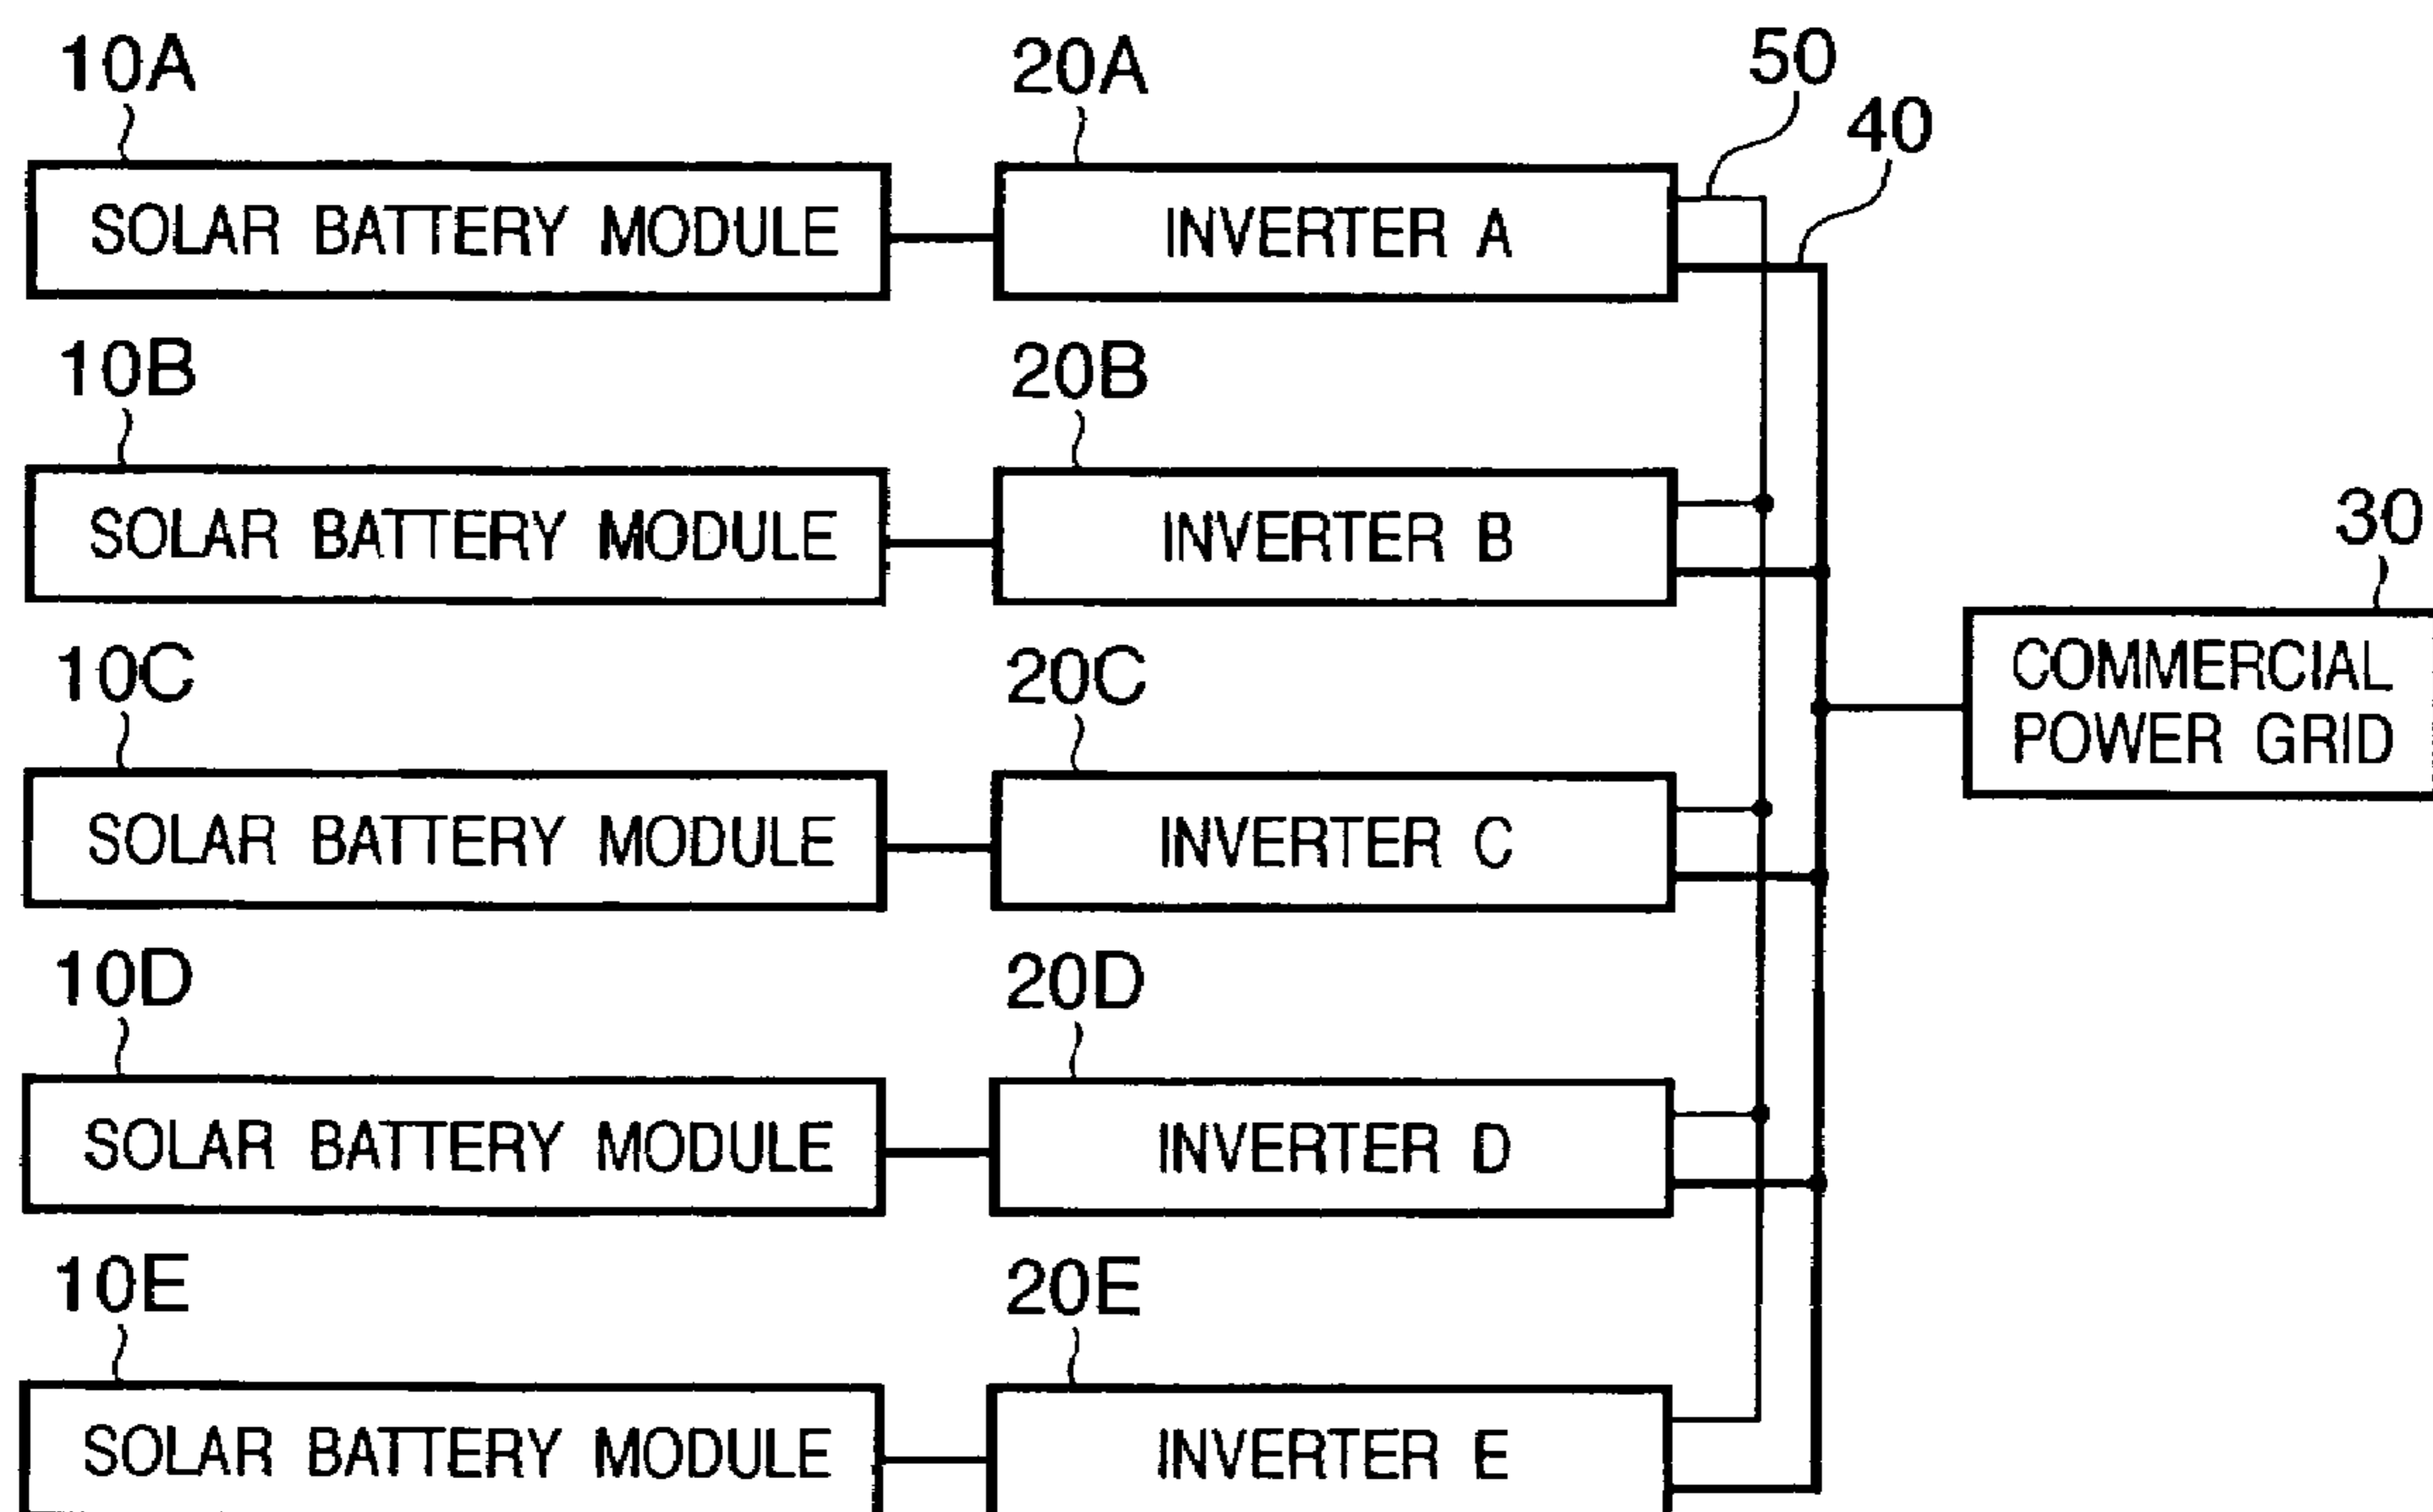 10A 20A 50
40
SOLAR BATTERY MODULE INVERTER A
10B 20B
SOLAR BATTERY MODULE INVERTER B
30
10C 20C
COMMERCIAL
POWER GRID
SOLAR BATTERY MODULE INVERTER C
10D 20D
SOLAR BATTERY MODULE INVERTER D
10E 20E
SOLAR BATTERY MODULE INVERTER E